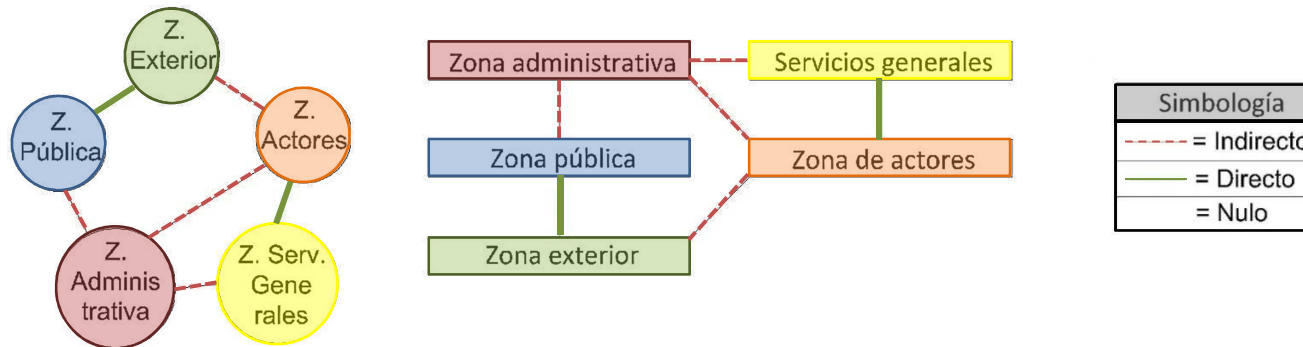 Z.
Exterior
Z.
Pública
Z.
Actores
Z.
Adminis
trativa
Z. Serv.
Gene
rales
Zona administrativa
Servicios generales
Zona pública
Zona de actores
Zona exterior
Simbología
= Indirecto
= Directo
= Nulo